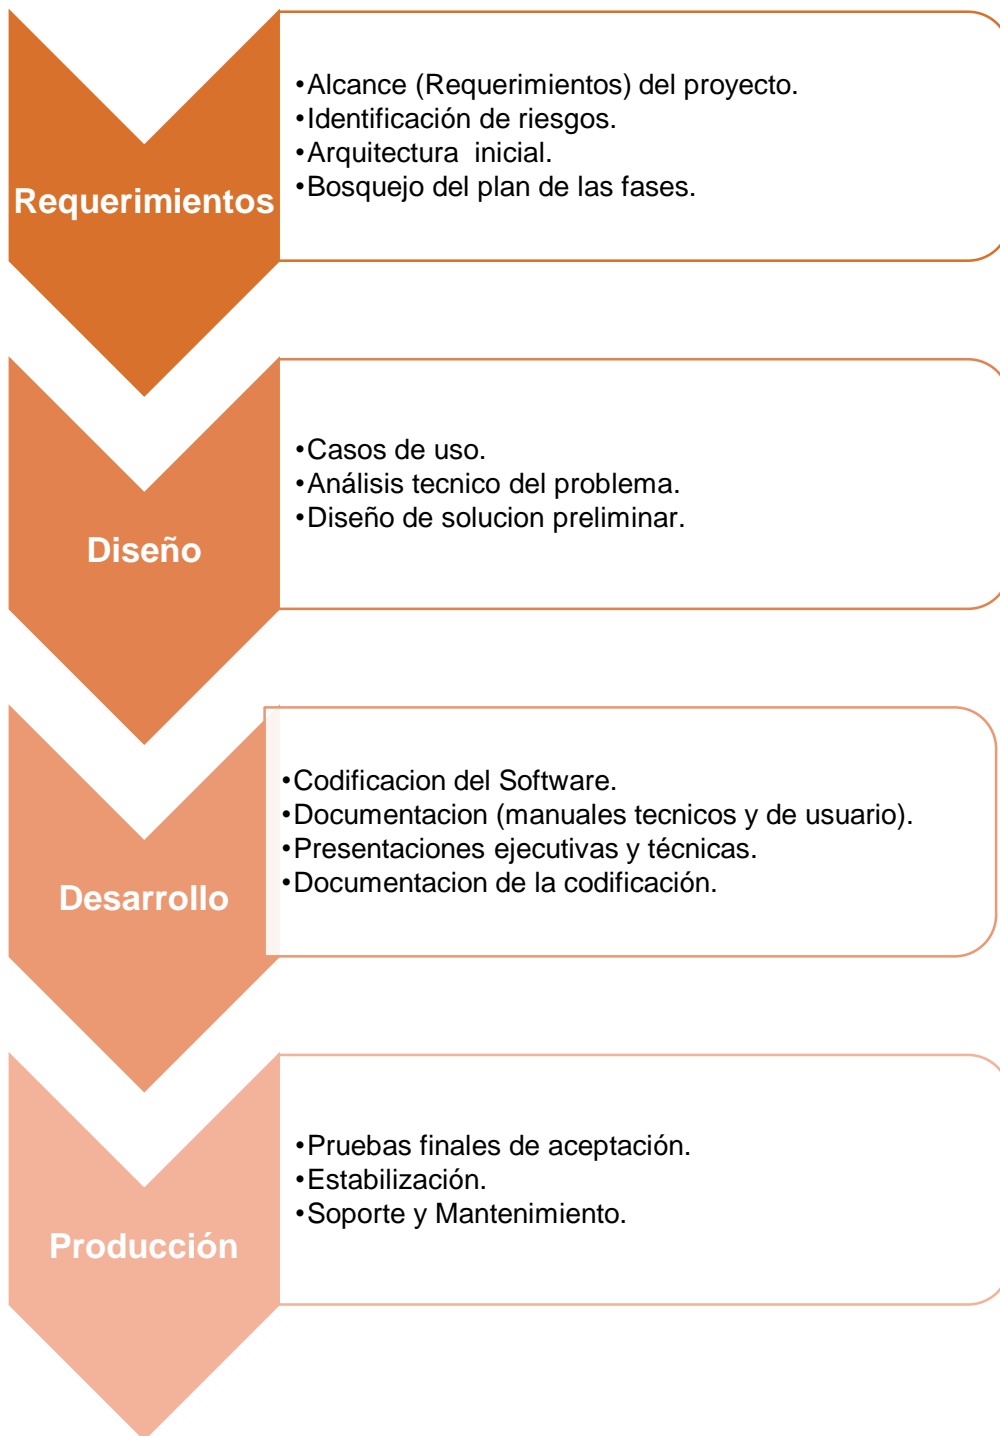 Requerimientos
•Alcance (Requerimientos) del proyecto.
•Identificación de riesgos.
•Arquitectura  inicial.
•Bosquejo del plan de las fases.
Diseño
•Casos de uso.
•Análisis tecnico del problema.
•Diseño de solucion preliminar.
Desarrollo
•Codificacion del Software.
•Documentacion (manuales tecnicos y de usuario).
•Presentaciones ejecutivas y técnicas.
•Documentacion de la codificación.
Producción
•Pruebas finales de aceptación.
•Estabilización.
•Soporte y Mantenimiento.